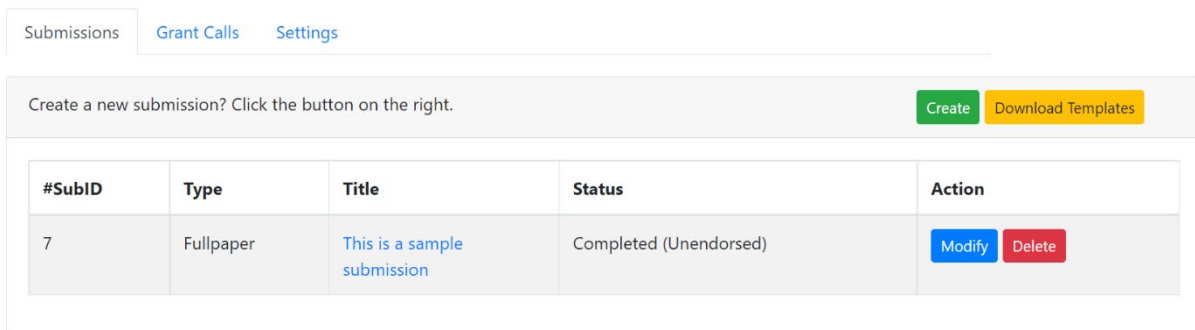 Submissions Grant Calls Settings
Create a new submission? Click the button on the right. Create Download Templates
#SubID Type Title Status Action
7 Fullpaper This is a sample Completed (Unendorsed) Modify Delete
submission